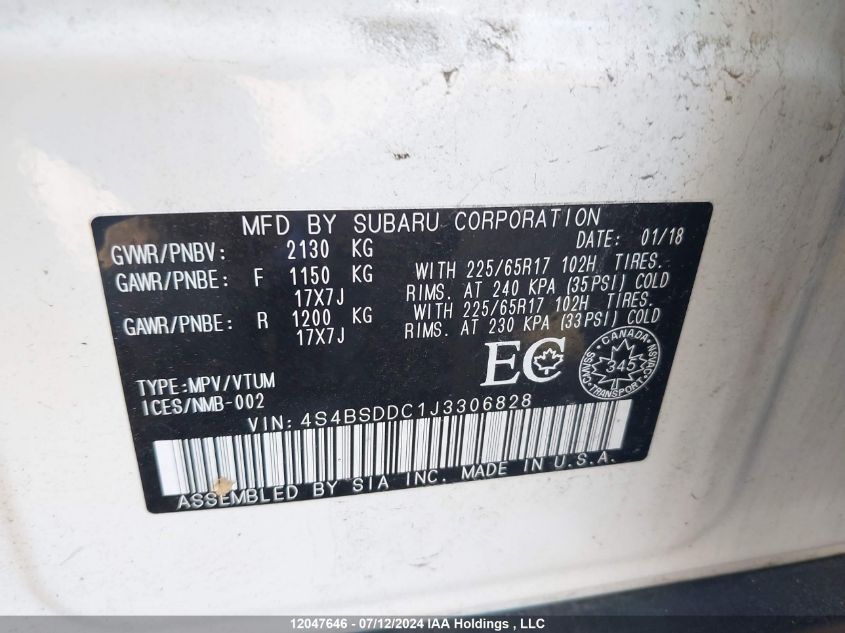 MFD BY SUBARU CORPORATION
GVWR/PNBV: 2130 KG DATE: 01/18
GAWR/PNBE: F 1150 KG WITH 225/65R17 102H TIRES.
17X7J RIMS. AT 240 KPA (35PSI) COLD
GAWR/PNBE: R 1200 KG WITH 225/65R17 102H TIRES.
17X7J RIMS. AT 230 KPA (33PSI) COLD
EC
CANADA
345
CMVSS NSVAC
TYPE:MPV/VTUM
ICES/NMB-002
VIN: 4S4BSDDC1J3306828
ASSEMBLED BY SIA INC. MADE IN U.S.A.
12047646 - 07/12/2024 IAA Holdings , LLC